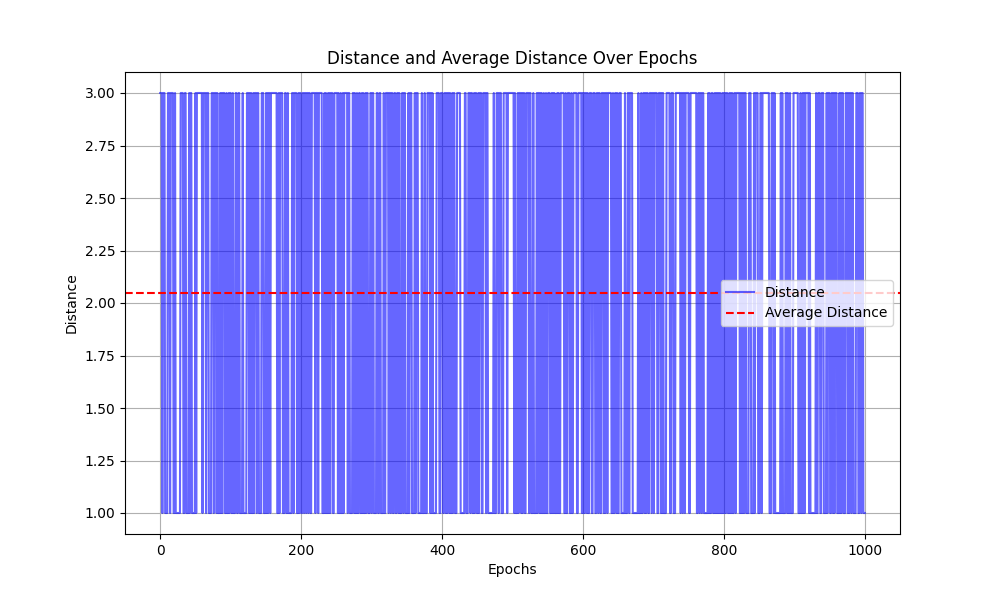 Distance and Average Distance Over Epochs
3.00
2.75
2.50
2.25
2.00
1.75
1.50
1.25
1.00
Distance
Distance
Average Distance
0 200 400 600 800 1000
Epochs